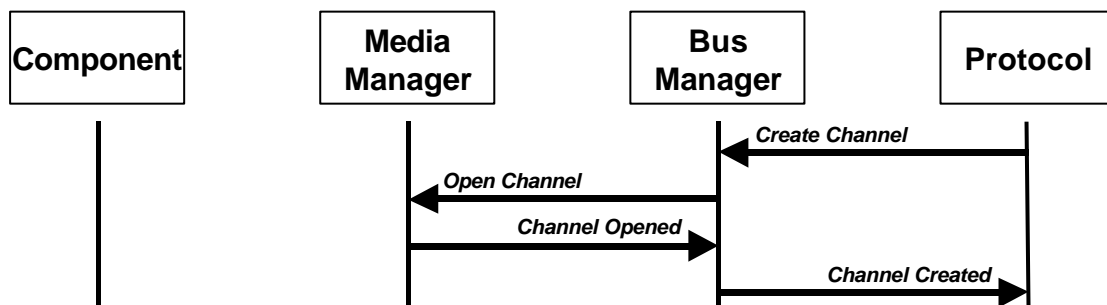 Component
Media
Manager
Bus
Manager
Protocol
Create Channel
Open Channel
Channel Opened
Channel Created